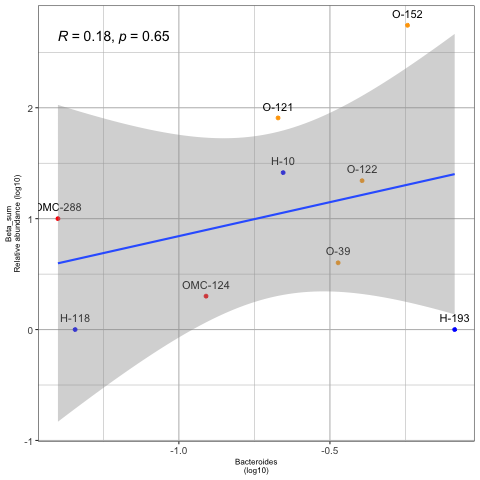 O-152
R = 0.18, p = 0.65
O-121
2
H-10
O-122
OMC-288
1
O-39
OMC-124
H-118
H-193
0
-1
-1.0
-0.5
Beta_sum
Relative abundance (log10)
Bacteroides
(log10)